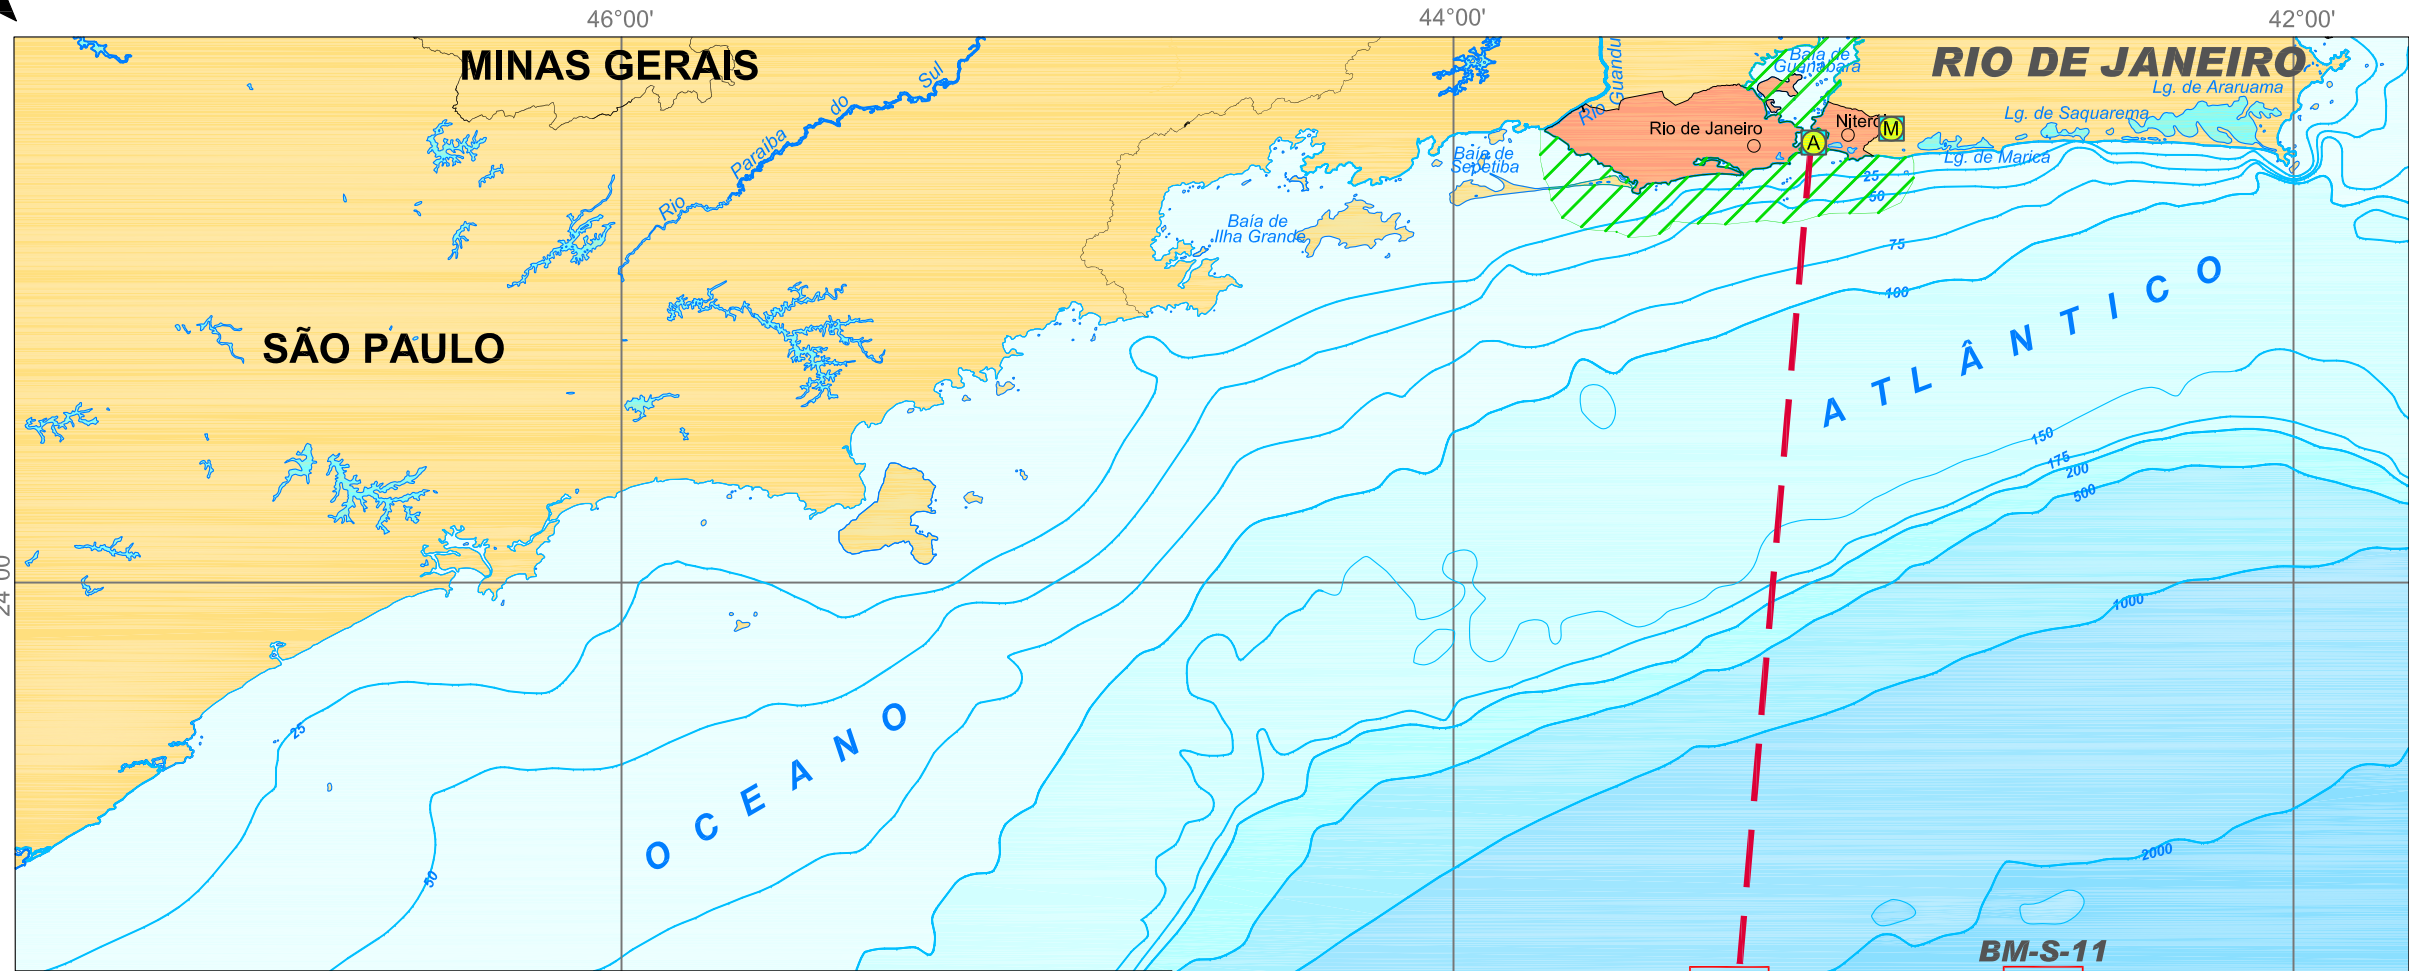 46°00'
44°00'
42°00'
MINAS GERAIS
RIO DE JANEIRO
Baía de
Guanabara
Rio Guandu
Lg. de Araruama
Lg. de Saquarema
Lg. de Maricá
Rio de Janeiro
Niterói
A
M
Rio Paraíba do Sul
Baía de
Sepetiba
Baía de
Ilha Grande
SÃO PAULO
25
50
75
100
ATLÂNTICO
150
175
200
500
24°00'
1000
OCEANO
25
50
2000
BM-S-11